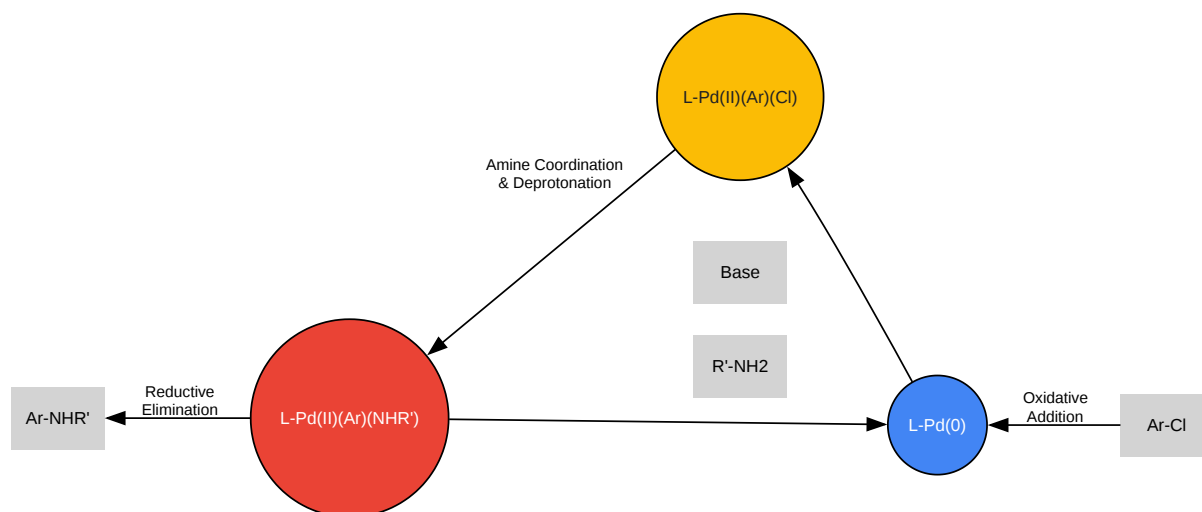 L-Pd(II)(Ar)(Cl)
Amine Coordination
& Deprotonation
Base
R'-NH2
Reductive
Elimination
Ar-NHR'
L-Pd(II)(Ar)(NHR')
L-Pd(0)
Oxidative
Addition
Ar-Cl